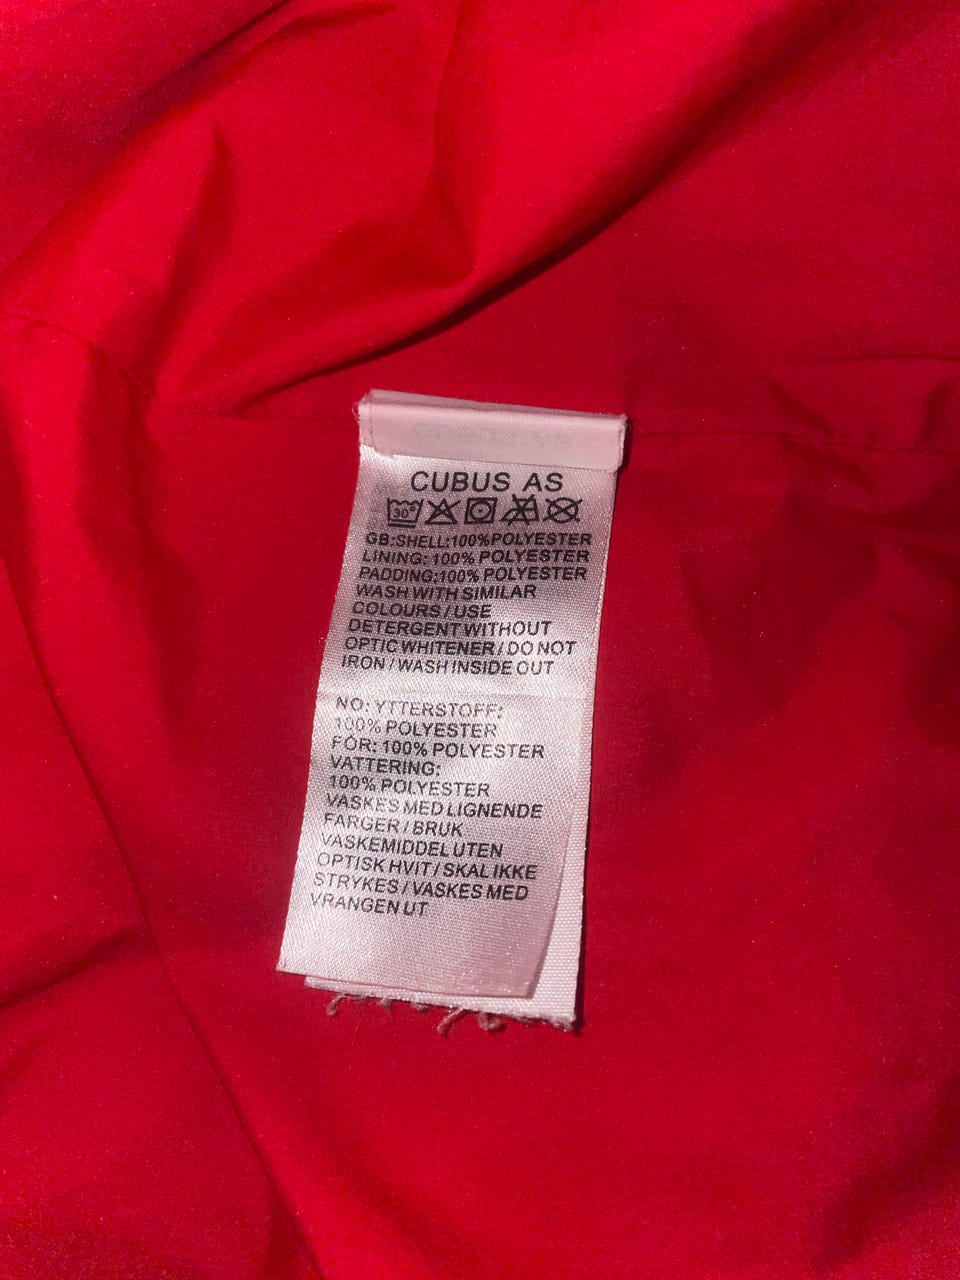 CUBUS AS
30°
GB:SHELL:100%POLYESTER
LINING: 100% POLYESTER
PADDING:100% POLYESTER
WASH WITH SIMILAR
COLOURS / USE
DETERGENT WITHOUT
OPTIC WHITENER / DO NOT
IRON / WASH INSIDE OUT
NO: YTTERSTOFF:
100% POLYESTER
FÔR: 100% POLYESTER
VATTERING:
100% POLYESTER
VASKES MED LIGNENDE
FARGER / BRUK
VASKEMIDDEL UTEN
OPTISK HVIT / SKAL IKKE
STRYKES / VASKES MED
VRANGEN UT